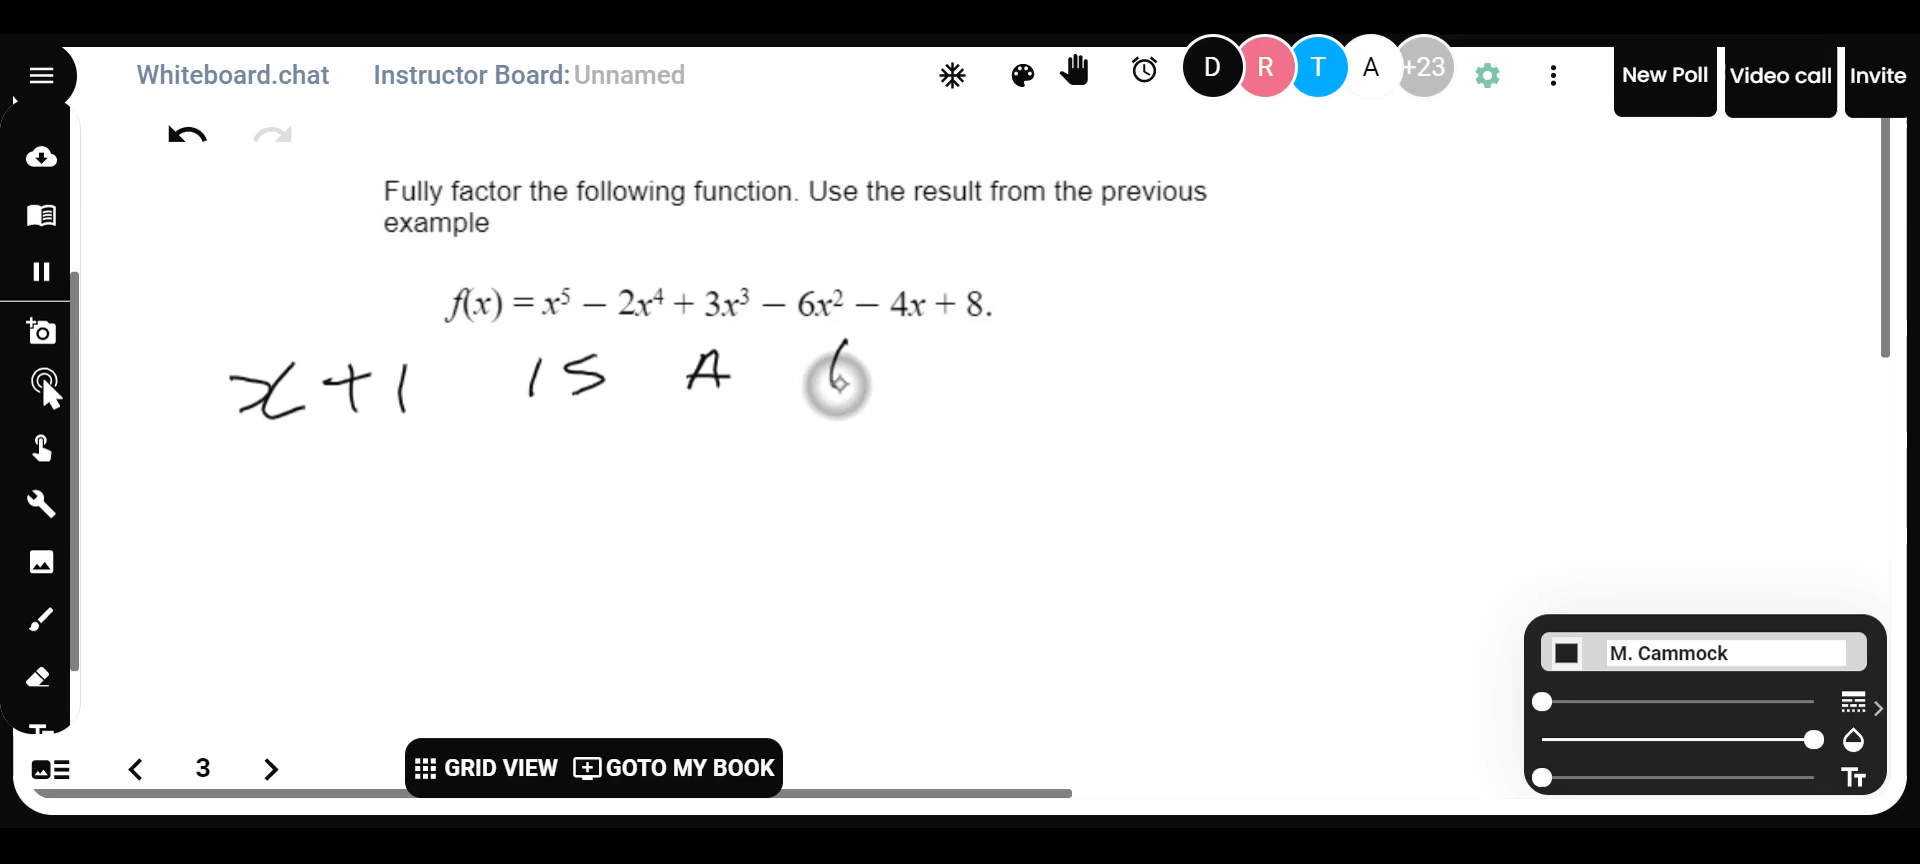 Whiteboard.chat Instructor Board: Unnamed D R T A +23 New Poll Video call Invite
Fully factor the following function. Use the result from the previous
example
f(x) = x⁵ − 2x⁴ + 3x³ − 6x² − 4x + 8.
x+1 IS A
M. Cammock
Tт
3 GRID VIEW GOTO MY BOOK